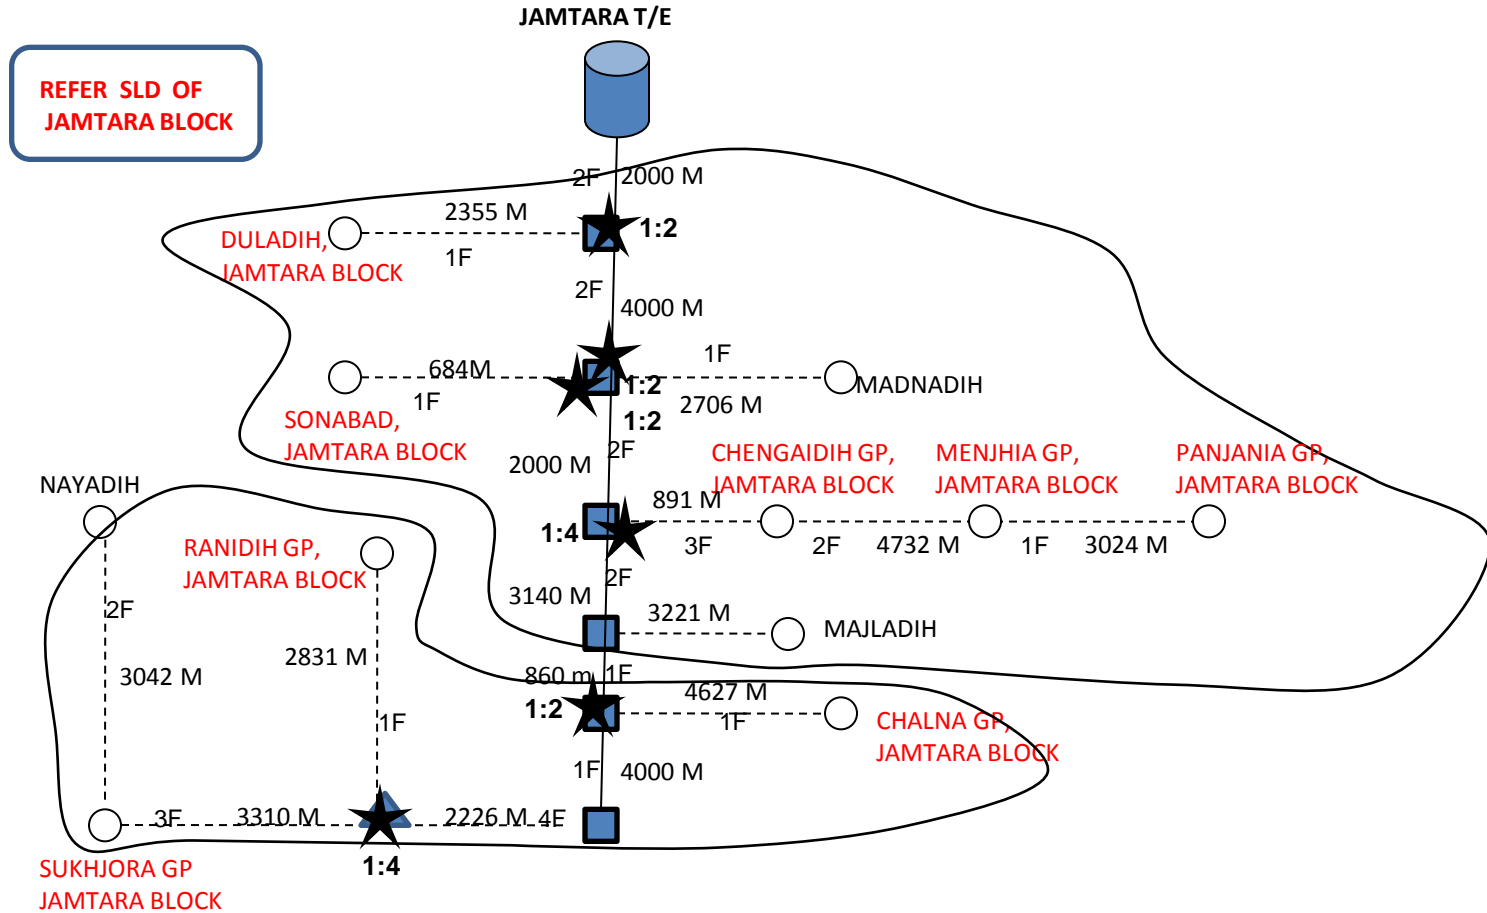 JAMTARA T/E
REFER SLD OF
JAMTARA BLOCK
2F
2000 M
2355 M
1:2
DULADIH,
JAMTARA BLOCK
1F
2F
4000 M
684M
1F
1F
MADNADIH
1:2
2706 M
1:2
SONABAD,
JAMTARA BLOCK
2F
2000 M
CHENGAIDIH GP,
JAMTARA BLOCK
MENJHIA GP,
JAMTARA BLOCK
PANJANIA GP,
JAMTARA BLOCK
NAYADIH
891 M
1:4
3F
2F
4732 M
1F
3024 M
RANIDIH GP,
JAMTARA BLOCK
2F
2F
3140 M
3221 M
MAJLADIH
2831 M
3042 M
860 m
1F
4627 M
1:2
1F
1F
CHALNA GP,
JAMTARA BLOCK
1F
4000 M
3F
3310 M
2226 M
4F
1:4
SUKHJORA GP
JAMTARA BLOCK